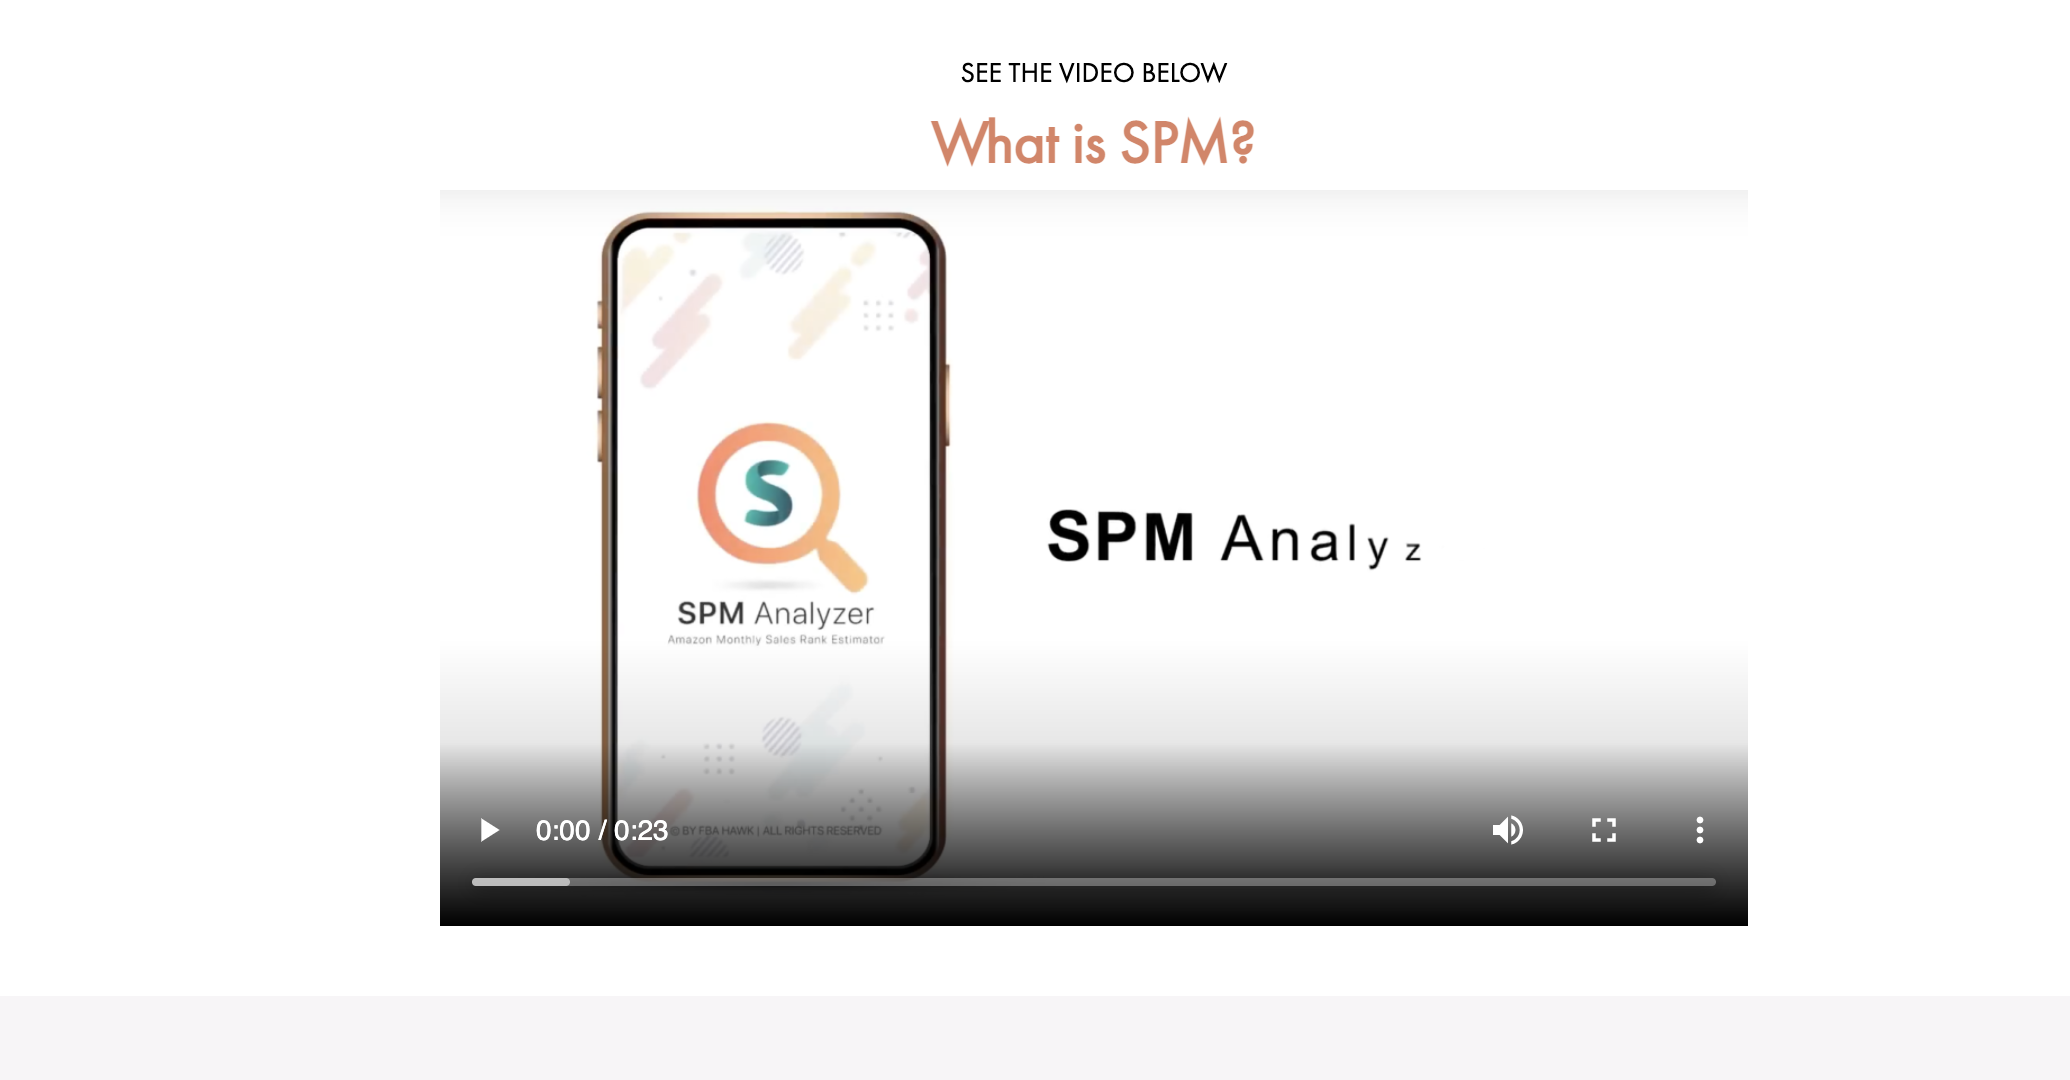 SEE THE VIDEO BELOW
What is SPM?
S
SPM Analyzer
Amazon Monthly Sales Rank Estimator
SPM Analyz
© BY FBA HAWK | ALL RIGHTS RESERVED
0:00 / 0:23